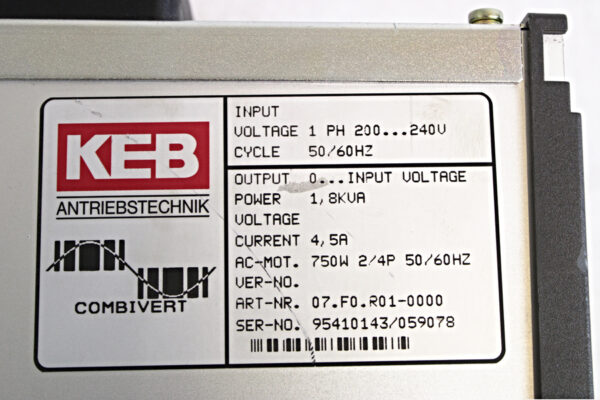 KEB
ANTRIEBSTECHNIK
COMBIVERT
INPUT
VOLTAGE 1 PH 200...240V
CYCLE 50/60HZ
OUTPUT 0...INPUT VOLTAGE
POWER 1,8KVA
VOLTAGE
CURRENT 4,5A
AC-MOT. 750W 2/4P 50/60HZ
VER-NO.
ART-NR. 07.F0.R01-0000
SER-NO. 95410143/059078